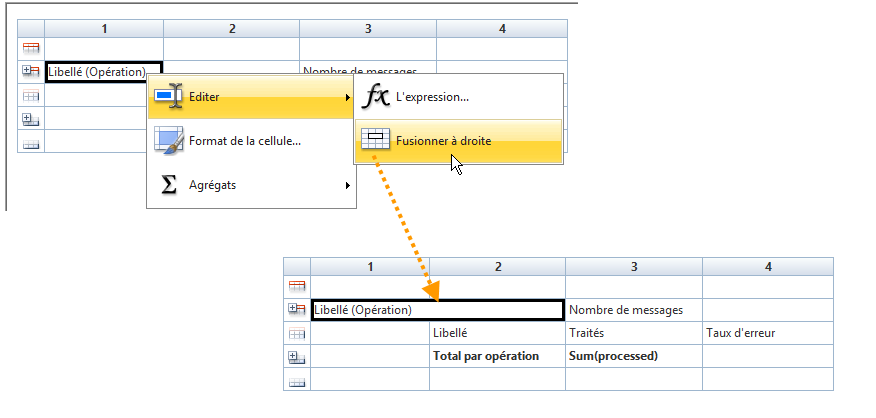 1 2 3 4
Libellé (Opération) Nombre de messages
Editer
L'expression...
Format de la cellule...
Fusionner à droite
Agrégats
1 2 3 4
Libellé (Opération) Nombre de messages
Libellé Traités Taux d'erreur
Total par opération Sum(processed)